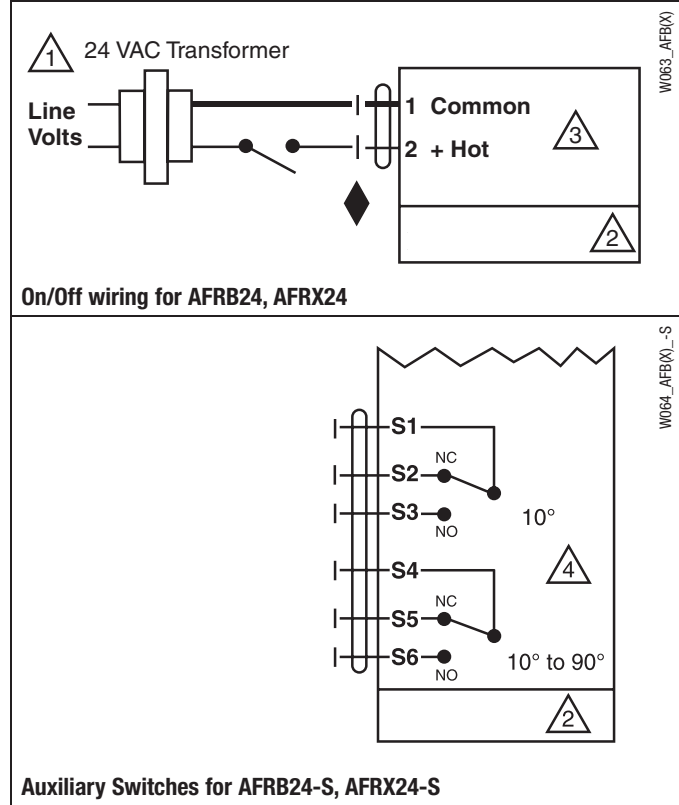 W063_AFB(X)
1
24 VAC Transformer
Line
Volts
1 Common
2 + Hot
3
2
On/Off wiring for AFRB24, AFRX24
W064_AFB(X)_-S
S1
NC
S2
S3
NO
10°
S4
4
NC
S5
S6
NO
10° to 90°
2
Auxiliary Switches for AFRB24-S, AFRX24-S